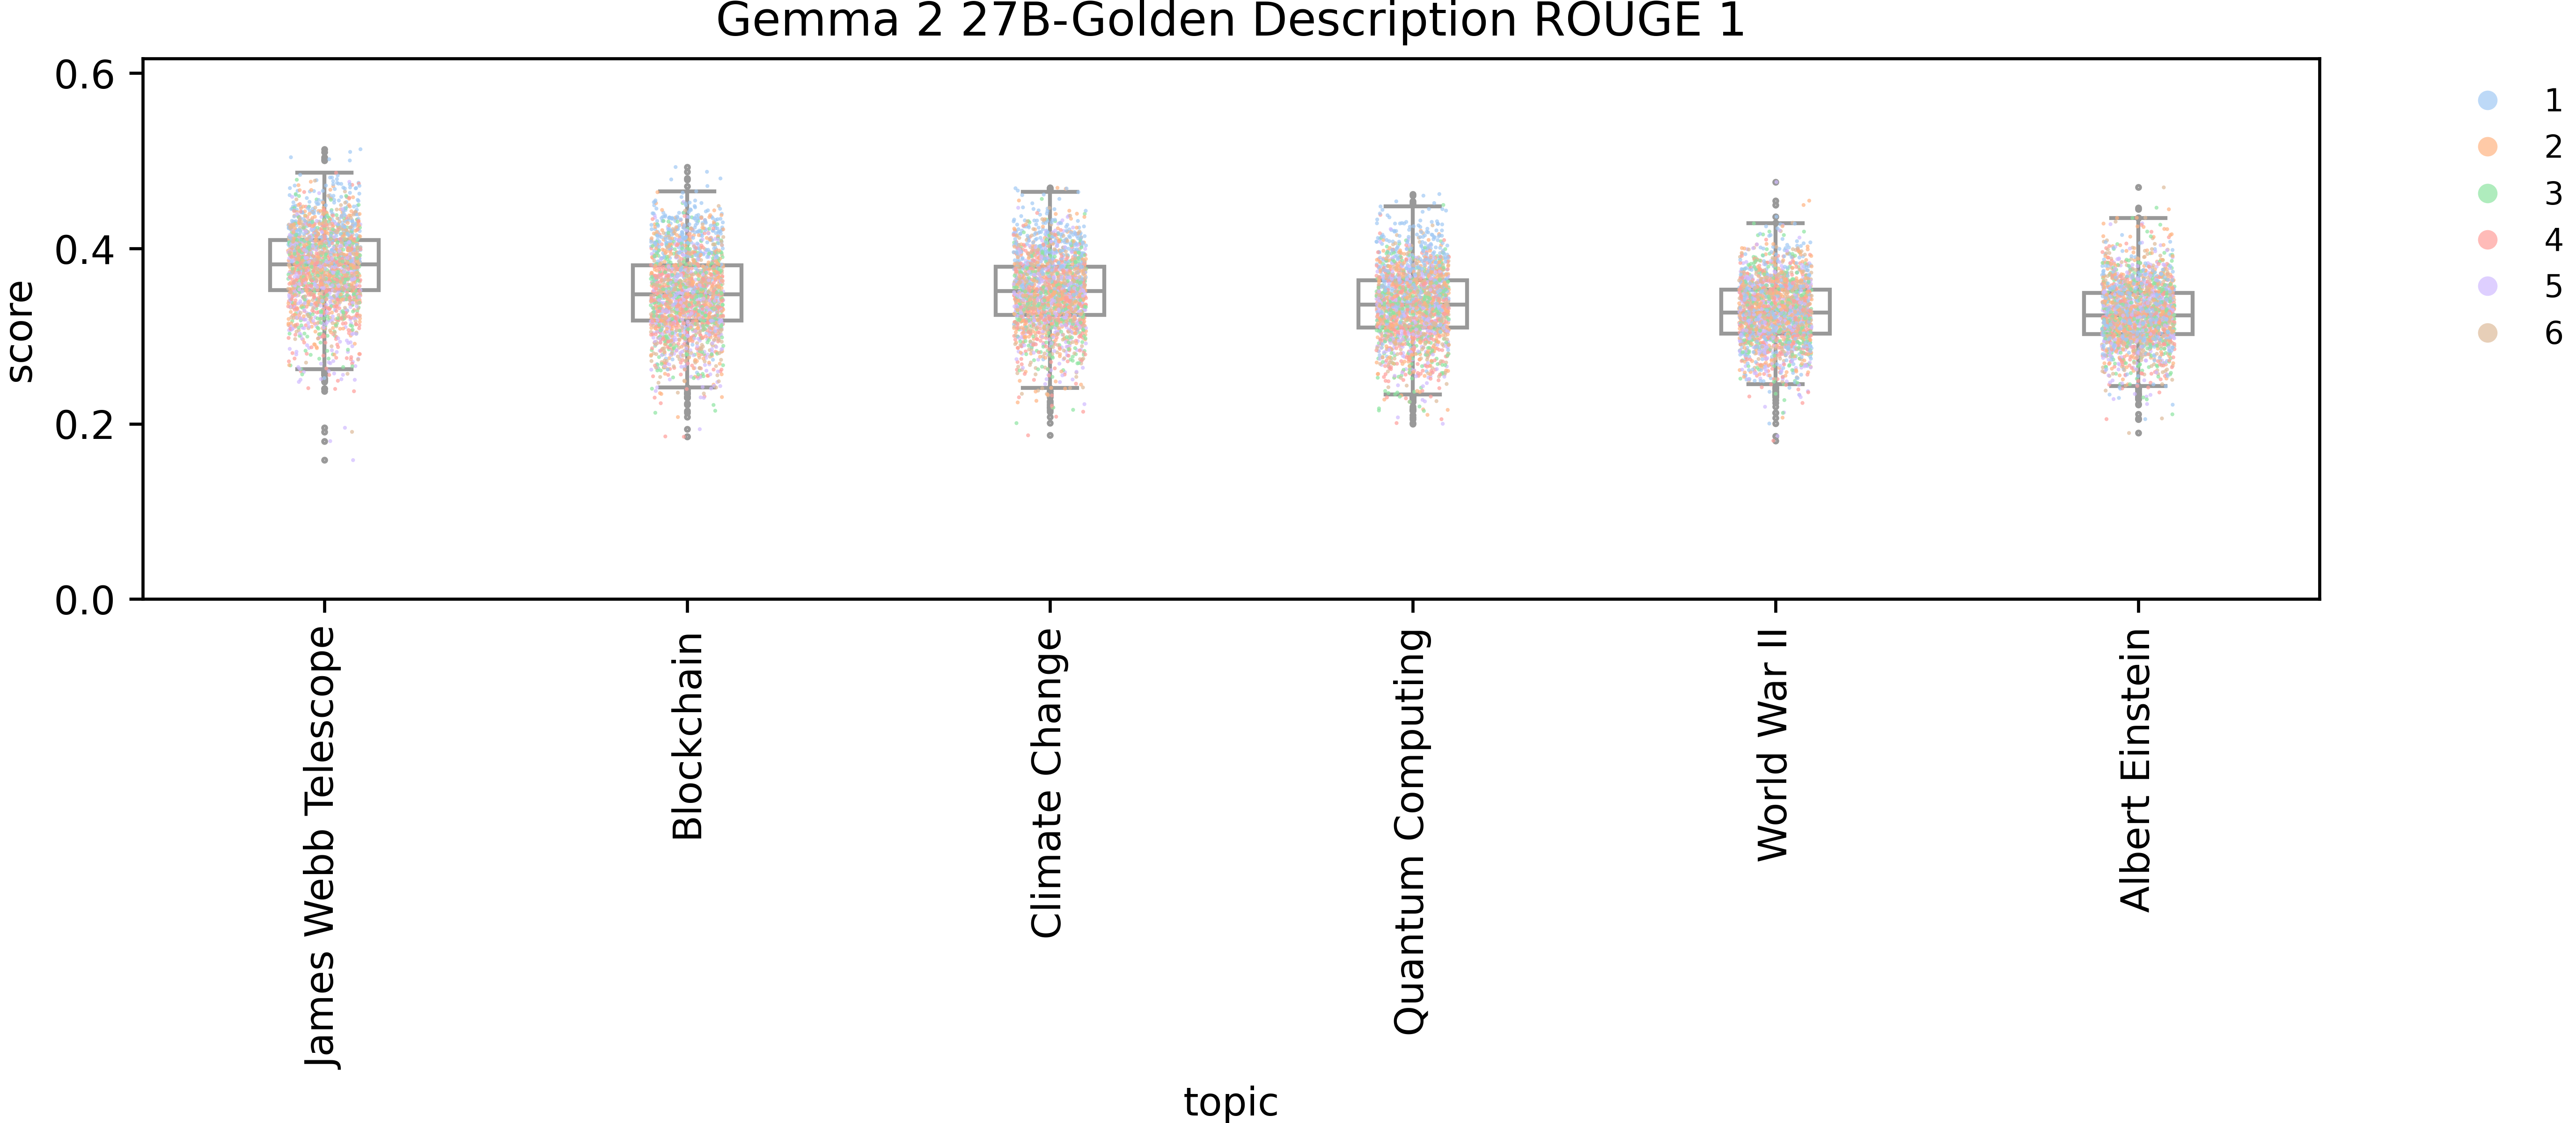 Gemma 2 27B-Golden Description ROUGE 1
score
0.6
0.4
0.2
0.0
1
2
3
4
5
6
James Webb Telescope
Blockchain
Climate Change
Quantum Computing
World War II
Albert Einstein
topic